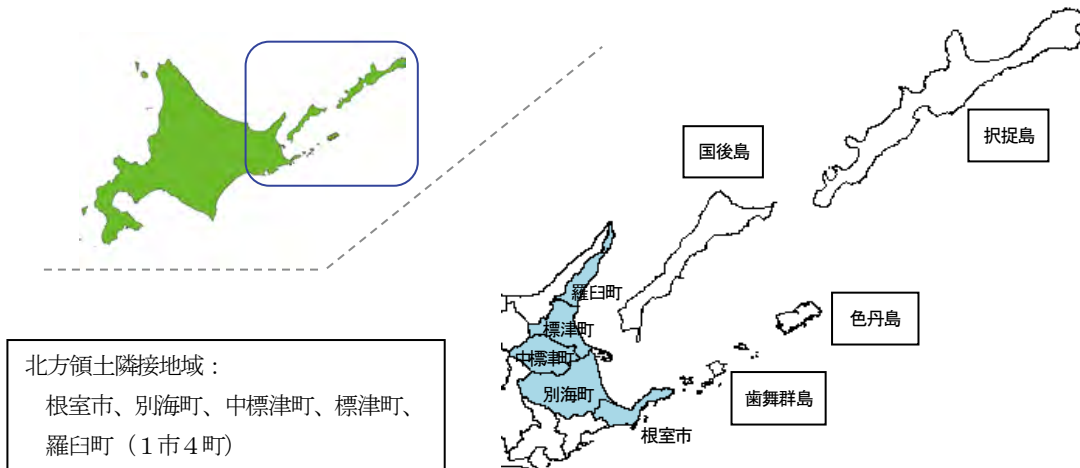 択捉島
国後島
羅臼町
標津町
色丹島
中標津町
別海町
歯舞群島
根室市
北方領土隣接地域：
根室市、別海町、中標津町、標津町、
羅臼町（１市４町）